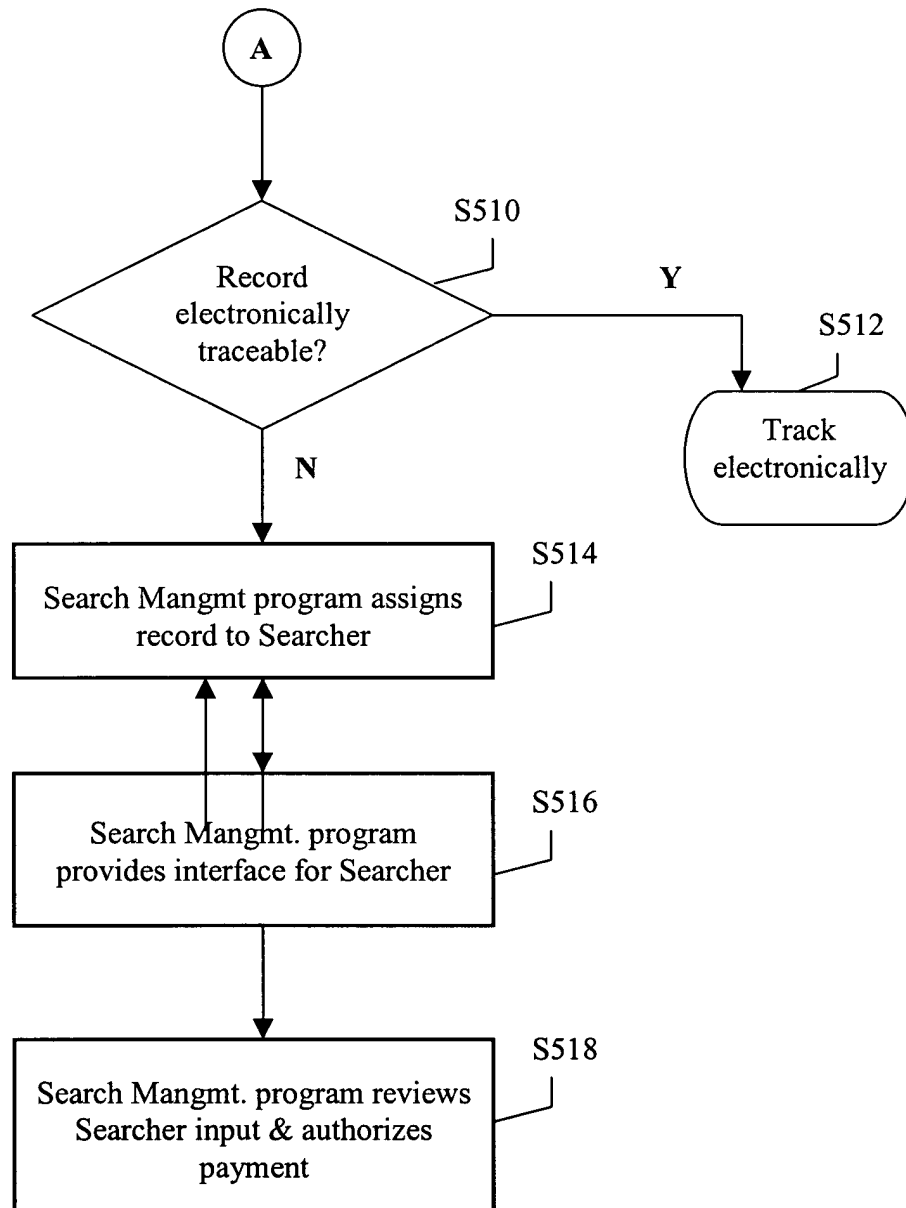 A
S510
Record
electronically
traceable?
Y
S512
Track
electronically
N
S514
Search Mangmt program assigns
record to Searcher
S516
Search Mangmt. program
provides interface for Searcher
S518
Search Mangmt. program reviews
Searcher input & authorizes
payment